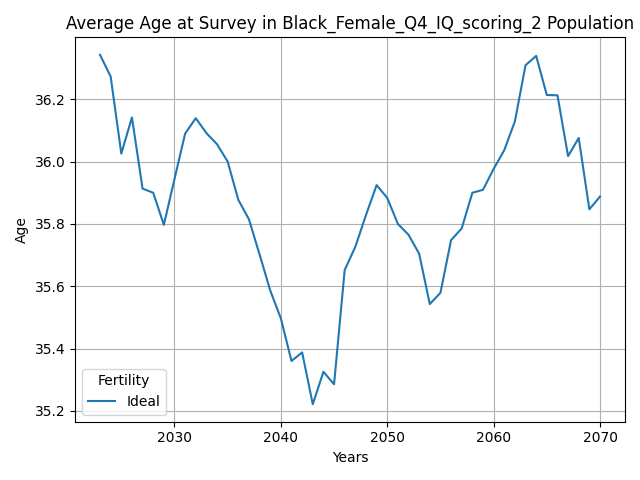 Average Age at Survey in Black_Female_Q4_IQ_scoring_2 Population
Age
36.2
36.0
35.8
35.6
35.4
35.2
Fertility
Ideal
2030 2040 2050 2060 2070
Years